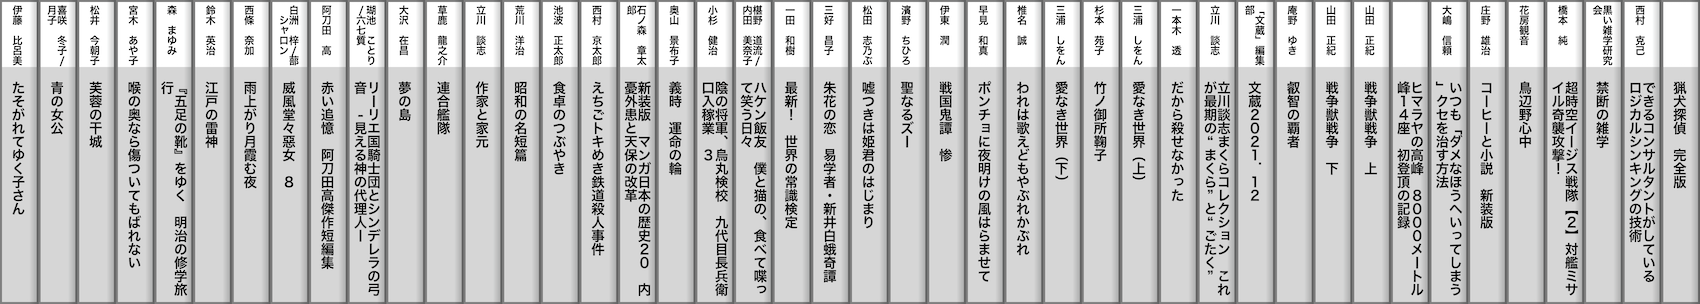 猟犬探偵　完全版
西村　克己
できるコンサルタントがしている
ロジカルシンキングの技術
黒い雑学研究
会
禁断の雑学
橋本　純
超時空イージス戦隊【２】対艦ミサ
イル奇襲攻撃！
花房観音
鳥辺野心中
庄野　雄治
コーヒーと小説　新装版
大嶋　信頼
いつも「ダメなほうへいってしまう
」クセを治す方法
ヒマラヤの高峰　８０００メートル
峰１４座　初登頂の記録
山田　正紀
戦争獣戦争　上
山田　正紀
戦争獣戦争　下
庵野　ゆき
叡智の覇者
「文蔵」編集
部
文蔵２０２１．１２
立川　談志
立川談志まくらコレクション　これ
が最期の“まくら”と“ごたく”
一本木　透
だから殺せなかった
三浦　しをん
愛なき世界（上）
杉本　苑子
竹ノ御所鞠子
三浦　しをん
愛なき世界（下）
椎名　誠
われは歌えどもやぶれかぶれ
早見　和真
ポンチョに夜明けの風はらませて
伊東　潤
戦国鬼譚　惨
濱野　ちひろ
聖なるズー
松田　志乃ぶ
嘘つきは姫君のはじまり
三好　昌子
朱花の恋　易学者・新井白蛾奇譚
一田　和樹
最新！　世界の常識検定
椹野　道流/
内田　美奈子
ハケン飯友　僕と猫の、食べて喋っ
て笑う日々
小杉　健治
陰の将軍、烏丸検校　九代目長兵衛
口入稼業　３
奥山　景布子
義時　運命の輪
石ノ森　章太
郎
新装版　マンガ日本の歴史２０　内
憂外患と天保の改革
西村　京太郎
えちごトキめき鉄道殺人事件
池波　正太郎
食卓のつぶやき
荒川　洋治
昭和の名短篇
立川　談志
作家と家元
草鹿　龍之介
連合艦隊
大沢　在昌
夢の島
瑚池　ことり
/六七質
リーリエ国騎士団とシンデレラの弓
音　-見える神の代理人ー
阿刀田　高
赤い追憶　阿刀田高傑作短編集
白洲　梓/蔀
シャロン
威風堂々惡女　８
西條　奈加
雨上がり月霞む夜
鈴木　英治
江戸の雷神
森　まゆみ
『五足の靴』をゆく　明治の修学旅
行
宮木　あや子
喉の奥なら傷ついてもばれない
松井　今朝子
芙蓉の干城
喜咲　冬子/
月子
青の女公
伊藤　比呂美
たそがれてゆく子さん